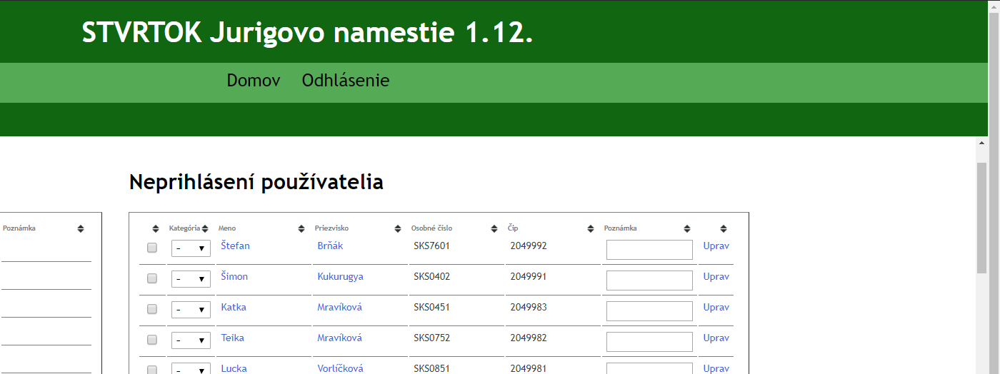 STVRTOK Jurigovo namestie 1.12.
Domov Odhlásenie
Neprihlásení používatelia
Poznámka
Kategória Meno Priezvisko Osobné číslo Čip Poznámka
- Štefan Brňák SKS7601 2049992 Uprav
- Šimon Kukurugya SKS0402 2049991 Uprav
- Katka Mravíková SKS0451 2049983 Uprav
- Teika Mravíková SKS0752 2049982 Uprav
- Lucka Vorlíčková SKS0851 2049981 Uprav